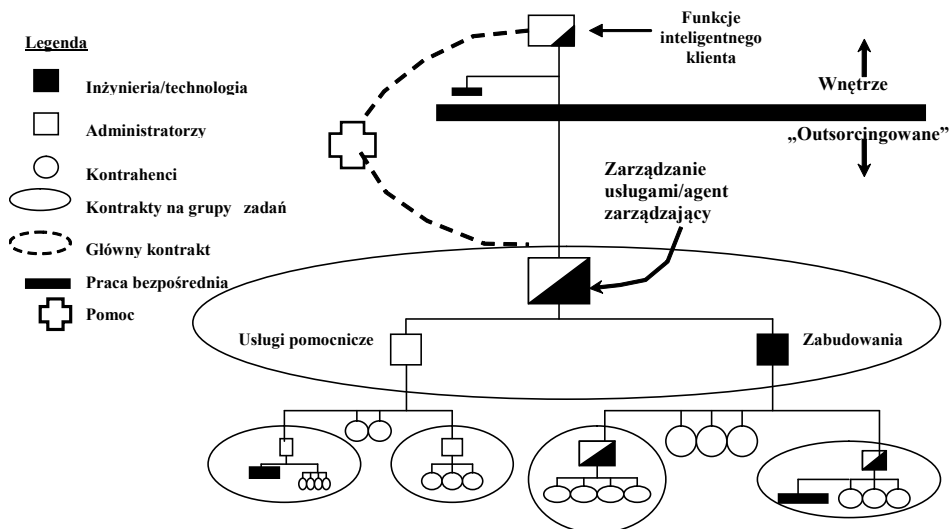 Legenda
Inżynieria/technologia
Administratorzy
Kontrahenci
Kontrakty na grupy zadań
Główny kontrakt
Praca bezpośrednia
Pomoc
Funkcje
inteligentnego
klienta
Wnętrze
„Outsorcingowane”
Zarządzanie
usługami/agent
zarządzający
Usługi pomocnicze
Zabudowania